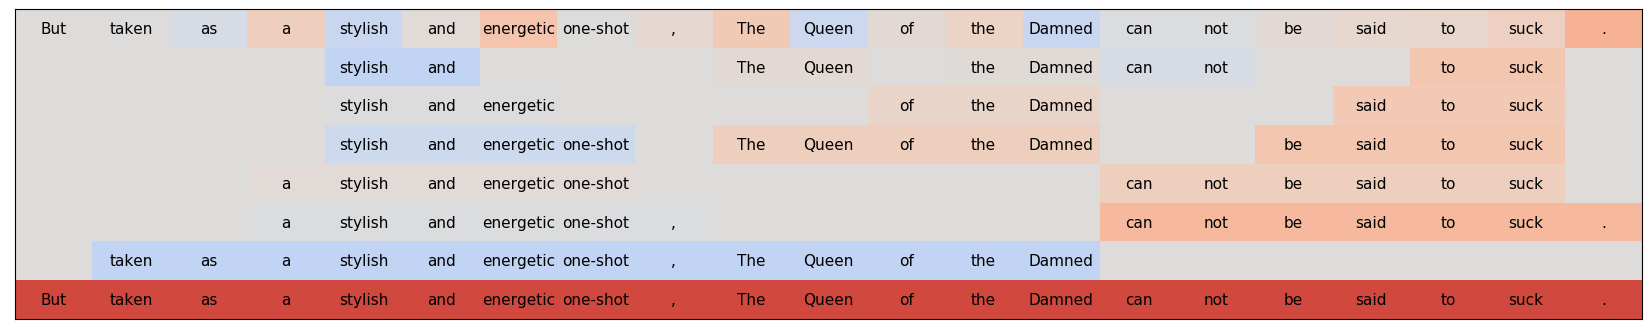 But taken as a stylish and energetic one-shot , The Queen of the Damned can not be said to suck .
stylish and The Queen the Damned can not to suck
stylish and energetic of the Damned said to suck
stylish and energetic one-shot The Queen of the Damned be said to suck
a stylish and energetic one-shot can not be said to suck
a stylish and energetic one-shot , can not be said to suck .
taken as a stylish and energetic one-shot , The Queen of the Damned
But taken as a stylish and energetic one-shot , The Queen of the Damned can not be said to suck .